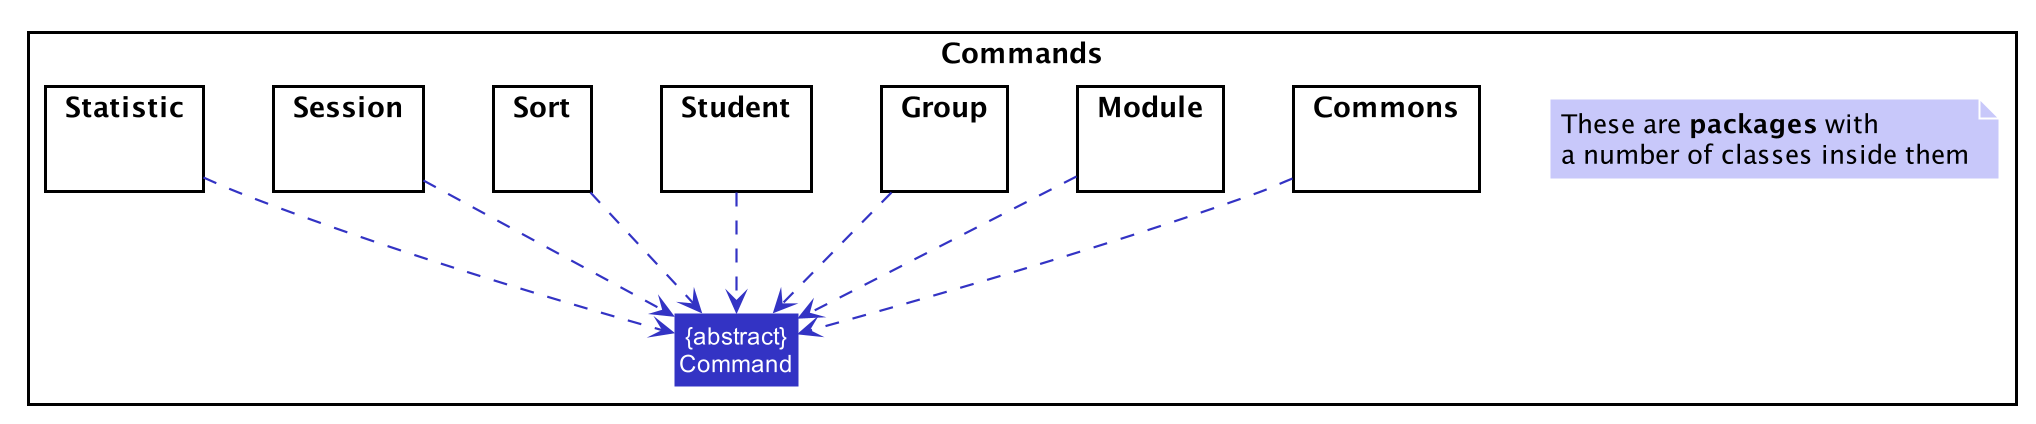 Commands
Statistic
Session
Sort
Student
Group
Module
Commons
These are packages with
a number of classes inside them
{abstract}
Command